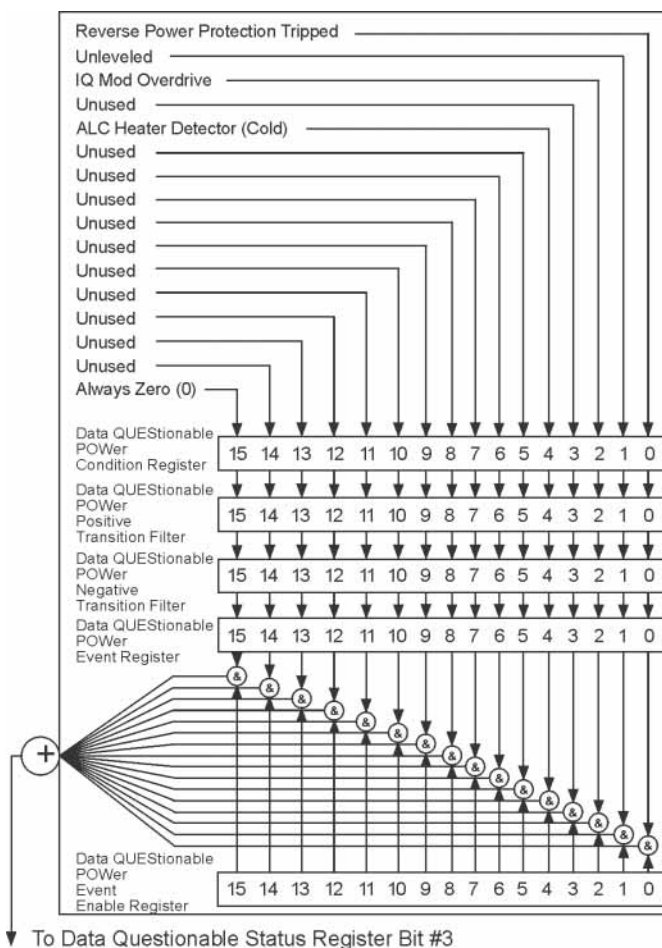 Reverse Power Protection Tripped
Unleveled
IQ Mod Overdrive
Unused
ALC Heater Detector (Cold)
Unused
Unused
Unused
Unused
Unused
Unused
Unused
Unused
Unused
Unused
Always Zero (0)
Data QUEStionable
POWer
Condition Register
15 14 13 12 11 10 9 8 7 6 5 4 3 2 1 0
Data QUEStionable
POWer
Positive
Transition Filter
15 14 13 12 11 10 9 8 7 6 5 4 3 2 1 0
Data QUEStionable
POWer
Negative
Transition Filter
15 14 13 12 11 10 9 8 7 6 5 4 3 2 1 0
Data QUEStionable
POWer
Event Register
15 14 13 12 11 10 9 8 7 6 5 4 3 2 1 0
& & & & & & & & & & & & & & & &
+
Data QUEStionable
POWer
Event
Enable Register
15 14 13 12 11 10 9 8 7 6 5 4 3 2 1 0
To Data Questionable Status Register Bit #3